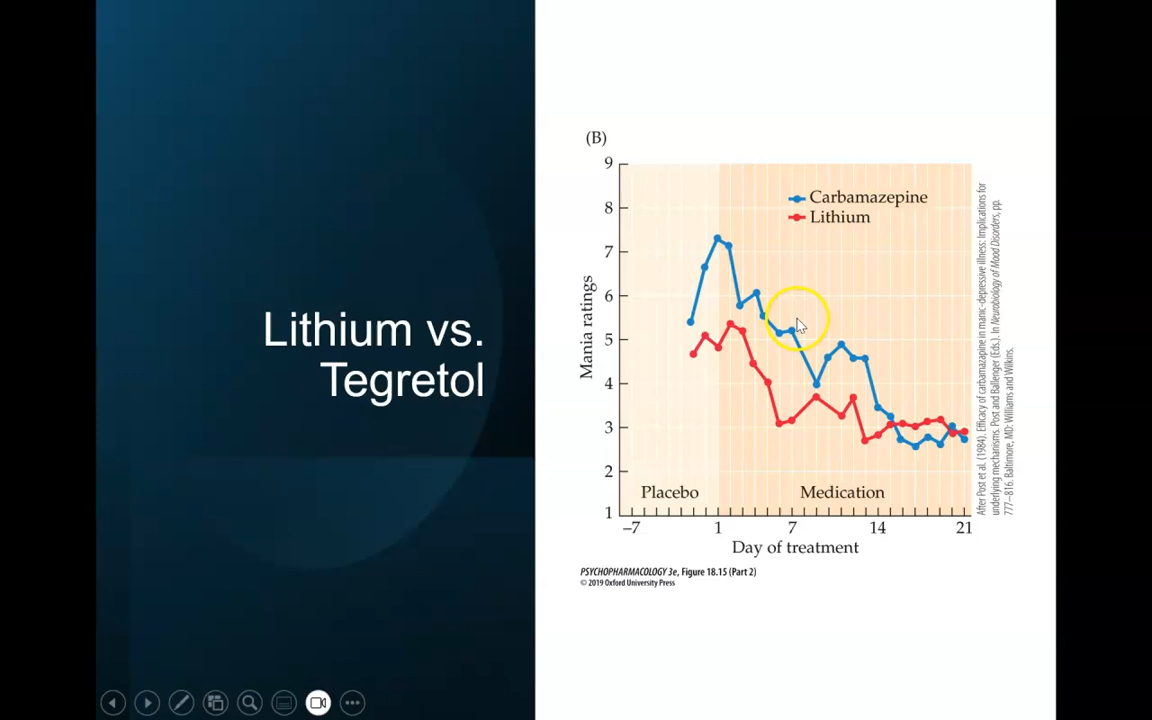 Lithium vs.
Tegretol
(B)
9
8
7
6
5
4
3
2
1
Mania ratings
Carbamazepine
Lithium
Placebo
Medication
–7
1
7
14
21
Day of treatment
After Post et al. (1984). Efficacy of carbamazapine in manic-depressive illness: Implications for
underlying mechanisms. Post and Ballenger (Eds.). In Neurobiology of Mood Disorders, pp.
777–816. Baltimore, MD: Williams and Wilkins.
PSYCHOPHARMACOLOGY 3e, Figure 18.15 (Part 2)
© 2019 Oxford University Press